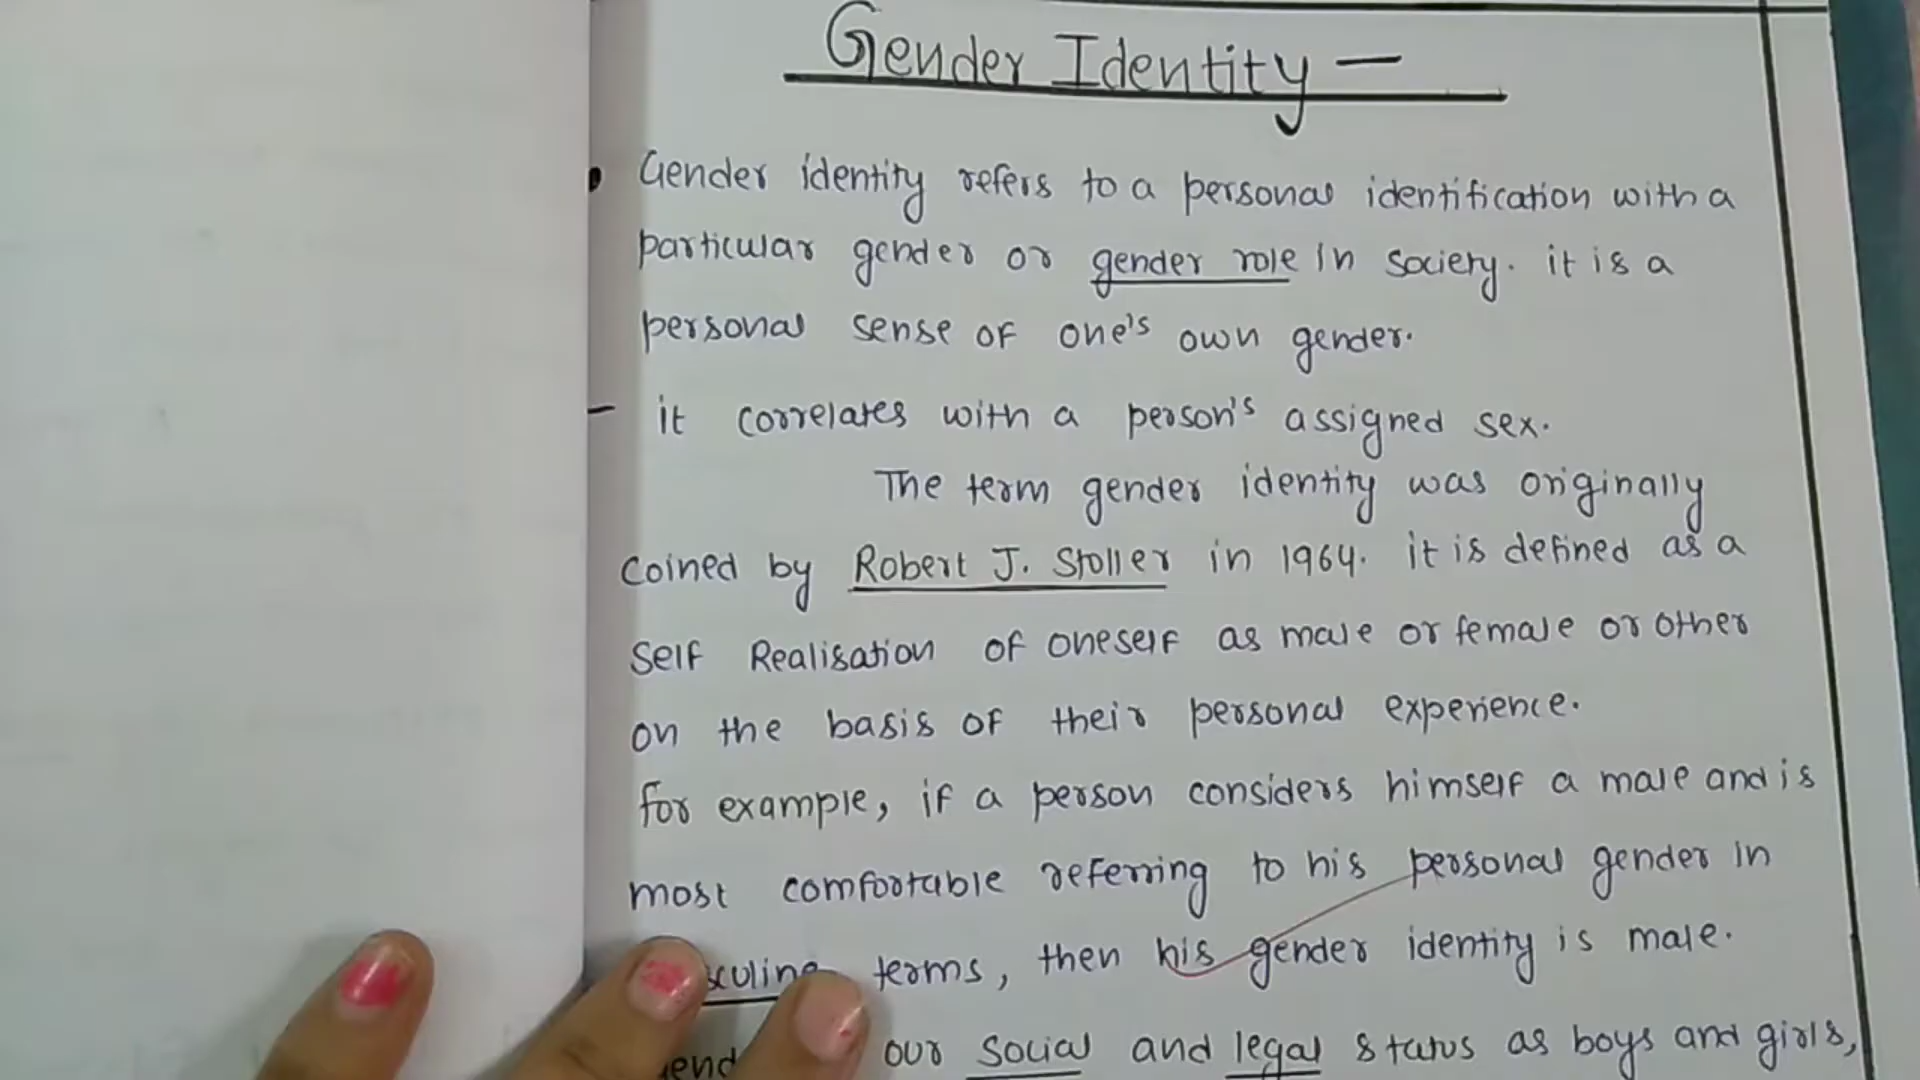 Gender Identity —
• Gender identity refers to a personal identification with a
particular gender or gender role in society. it is a
personal sense of one's own gender.
- it correlates with a person's assigned sex.
The term gender identity was originally
coined by Robert J. Stoller in 1964. it is defined as a
self Realisation of oneself as male or female or other
on the basis of their personal experience.
for example, if a person considers himself a male and is
most comfortable referring to his personal gender in
terms, then his gender identity is male.
our social and legal status as boys and girls,